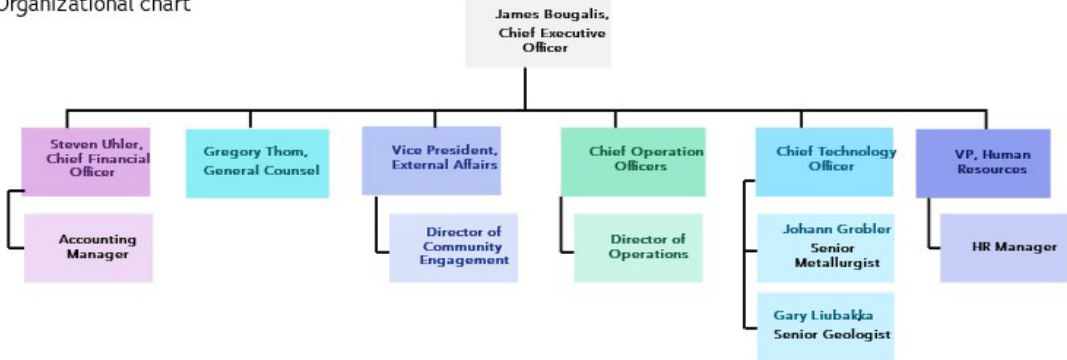 Organizational chart
James Bougalis,
Chief Executive
Officer
Steven Uhler,
Chief Financial
Officer
Gregory Thom,
General Counsel
Vice President,
External Affairs
Chief Operation
Officers
Chief Technology
Officer
VP, Human
Resources
Accounting
Manager
Director of
Community
Engagement
Director of
Operations
Johann Grobler
Senior
Metallurgist
HR Manager
Gary Liubakka,
Senior Geologist